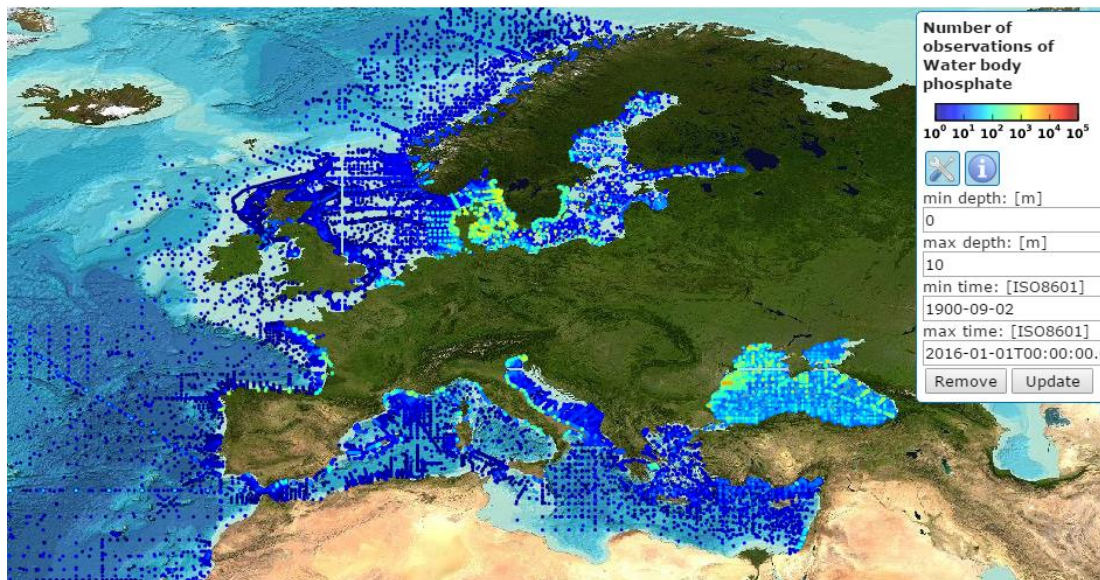 Number of
observations of
Water body
phosphate
10⁰ 10¹ 10² 10³ 10⁴ 10⁵
min depth: [m]
0
max depth: [m]
10
min time: [ISO8601]
1900-09-02
max time: [ISO8601]
2016-01-01T00:00:00.
Remove Update